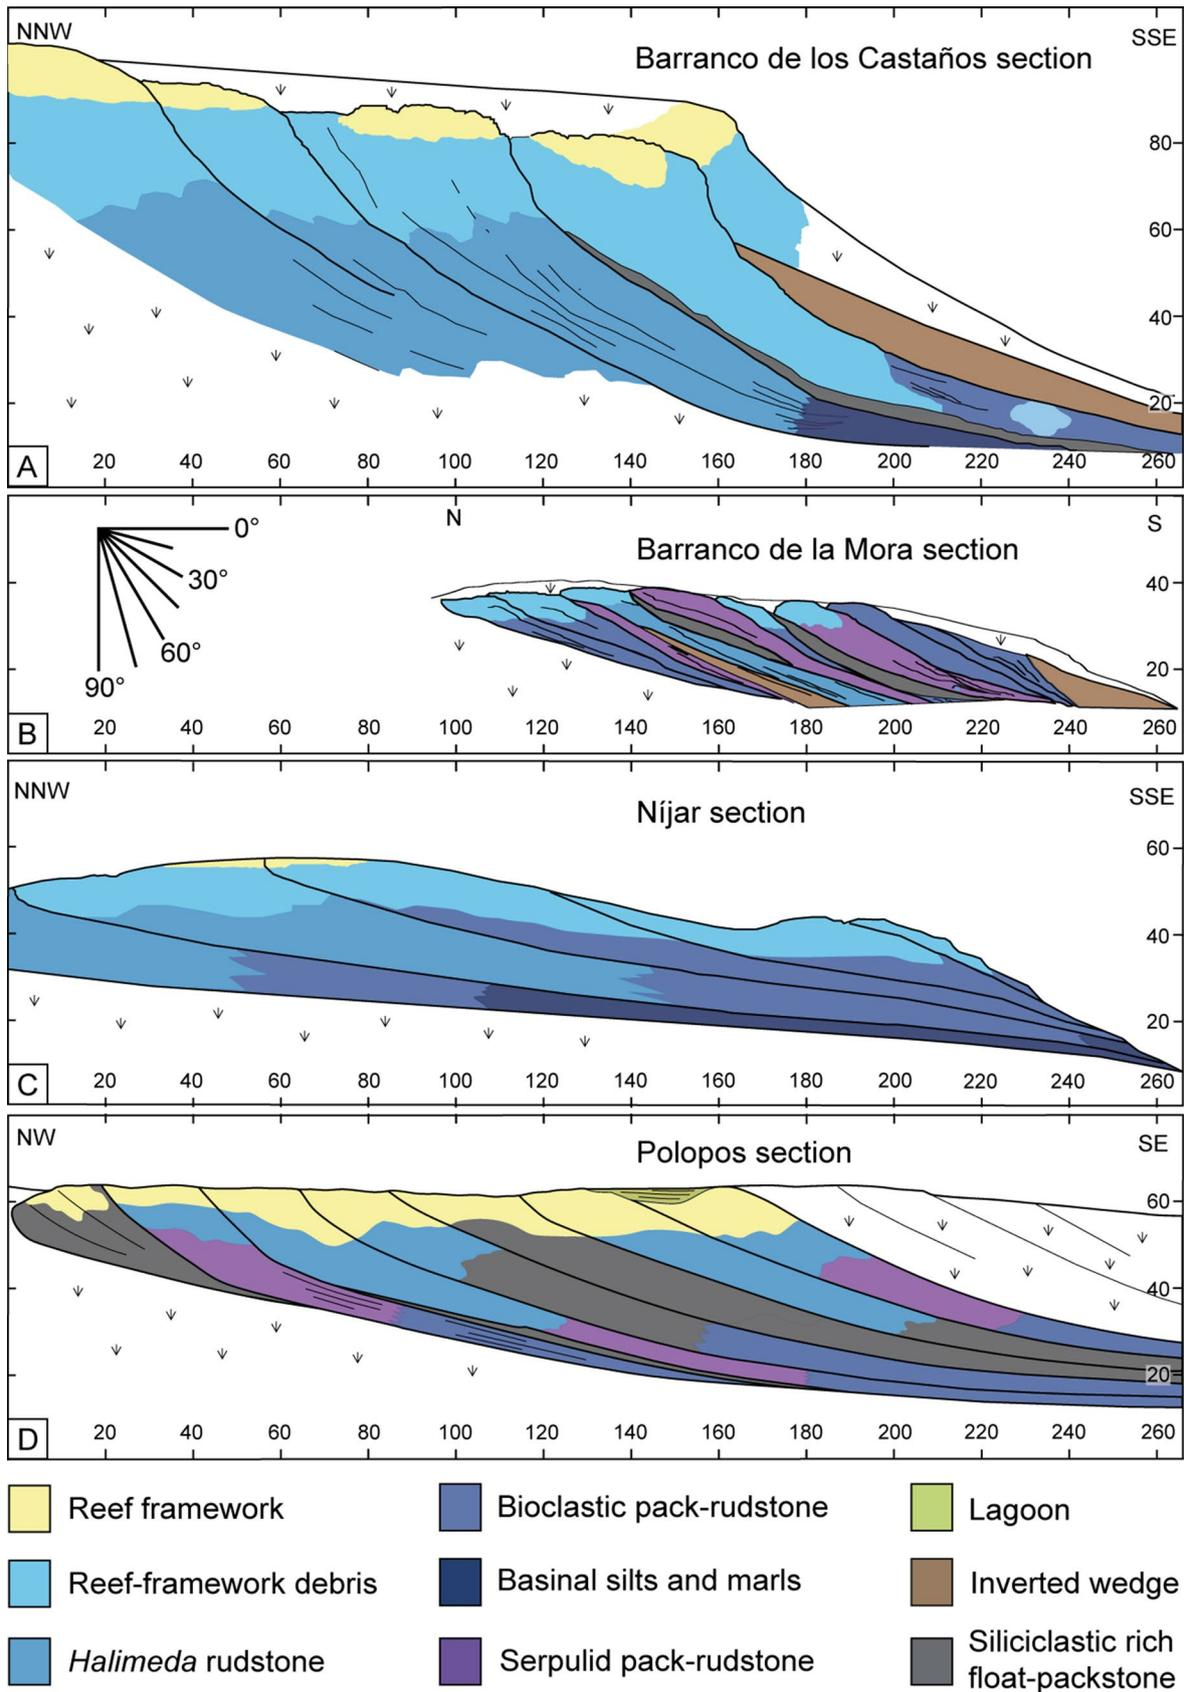 NNW
SSE
Barranco de los Castaños section
80
60
40
20
A
20 40 60 80 100 120 140 160 180 200 220 240 260
N
S
Barranco de la Mora section
0°
30°
60°
90°
40
20
B
20 40 60 80 100 120 140 160 180 200 220 240 260
NNW
SSE
Níjar section
60
40
20
C
20 40 60 80 100 120 140 160 180 200 220 240 260
NW
SE
Polopos section
60
40
20
D
20 40 60 80 100 120 140 160 180 200 220 240 260
Reef framework
Reef-framework debris
Halimeda rudstone
Bioclastic pack-rudstone
Basinal silts and marls
Serpulid pack-rudstone
Lagoon
Inverted wedge
Siliciclastic rich
float-packstone